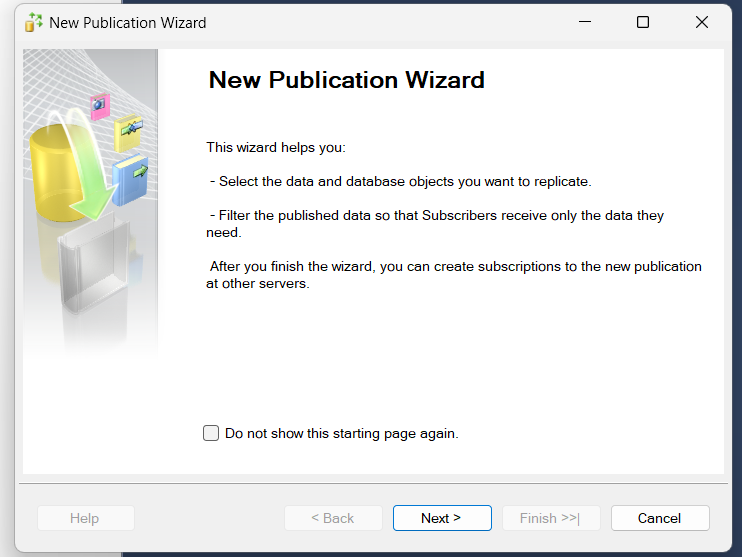 New Publication Wizard
New Publication Wizard
This wizard helps you:
- Select the data and database objects you want to replicate.
- Filter the published data so that Subscribers receive only the data they
need.
After you finish the wizard, you can create subscriptions to the new publication
at other servers.
Do not show this starting page again.
Help
< Back
Next >
Finish >>|
Cancel